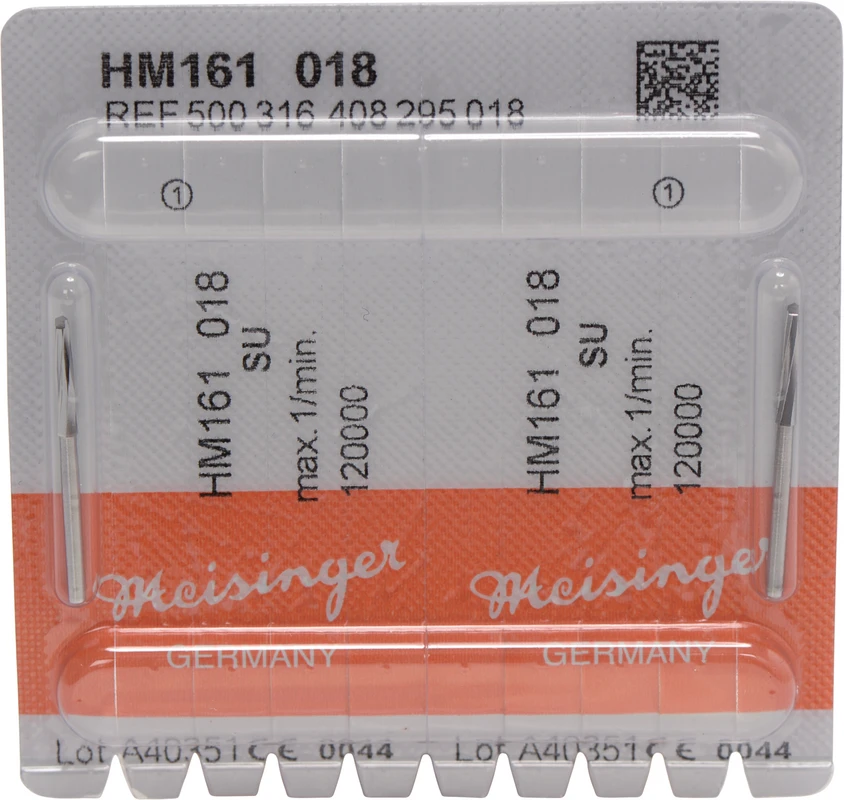 HM161 018
REF 500 316 408 295 018
1
1
HM161 018
SU
max. 1/min.
120000
HM161 018
SU
max. 1/min.
120000
Meisinger
GERMANY
Meisinger
GERMANY
Lot A40351 CE 0044
Lot A40351 CE 0044